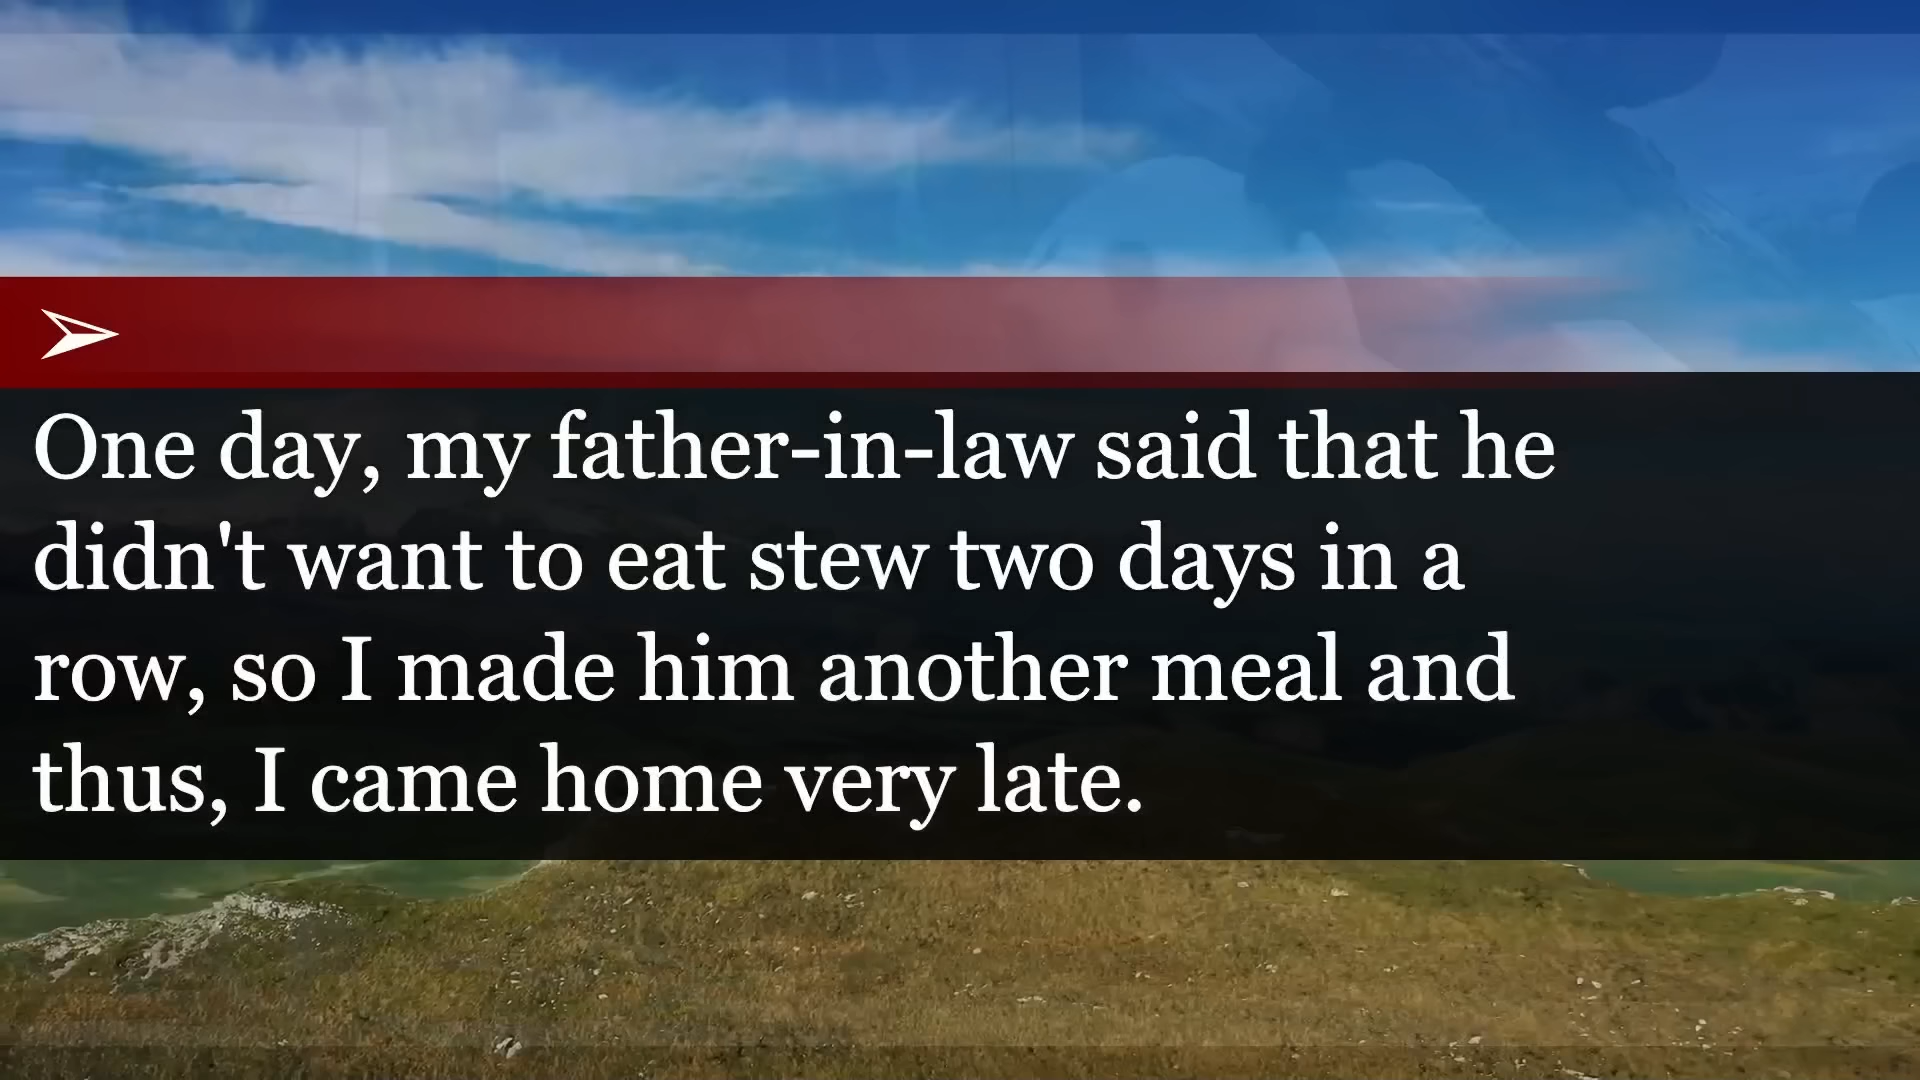 One day, my father-in-law said that he
didn't want to eat stew two days in a
row, so I made him another meal and
thus, I came home very late.